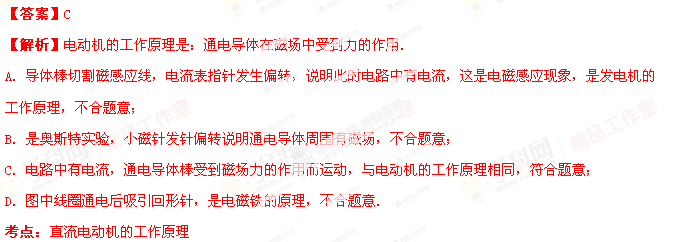 【答案】C
【解析】电动机的工作原理是：通电导体在磁场中受到力的作用．
A．导体棒切割磁感应线，电流表指针发生偏转，说明此时电路中有电流，这是电磁感应现象，是发电机的
工作原理，不合题意；
B．是奥斯特实验，小磁针发针偏转说明通电导体周围有磁场，不合题意；
C．电路中有电流，通电导体棒受到磁场力的作用而运动，与电动机的工作原理相同，符合题意；
D．图中线圈通电后吸引回形针，是电磁铁的原理，不合题意．
考点：直流电动机的工作原理